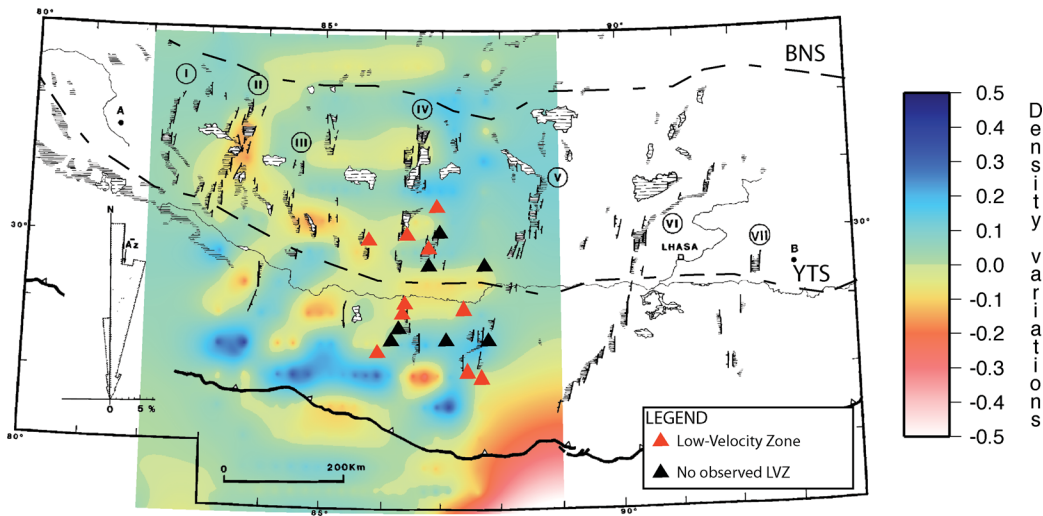 80°
85°
90°
BNS
I
II
A
III
IV
V
30°
30°
N
Az
VI
LHASA
VII
B
YTS
0
5 %
80°
0
200Km
85°
90°
LEGEND
Low-Velocity Zone
No observed LVZ
0.5
0.4
0.3
0.2
0.1
0.0
-0.1
-0.2
-0.3
-0.4
-0.5
Density variations